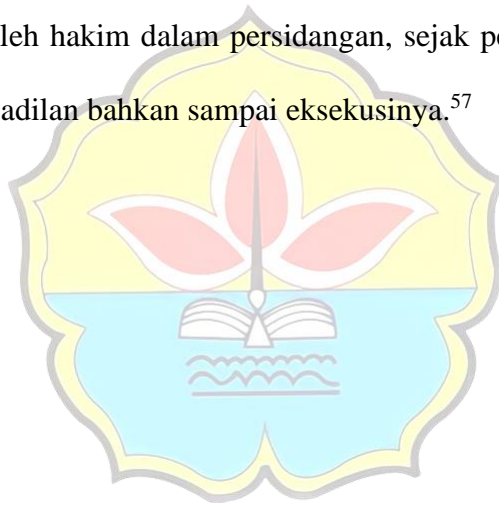 leh hakim dalam persidangan, sejak pe
adilan bahkan sampai eksekusinya.57